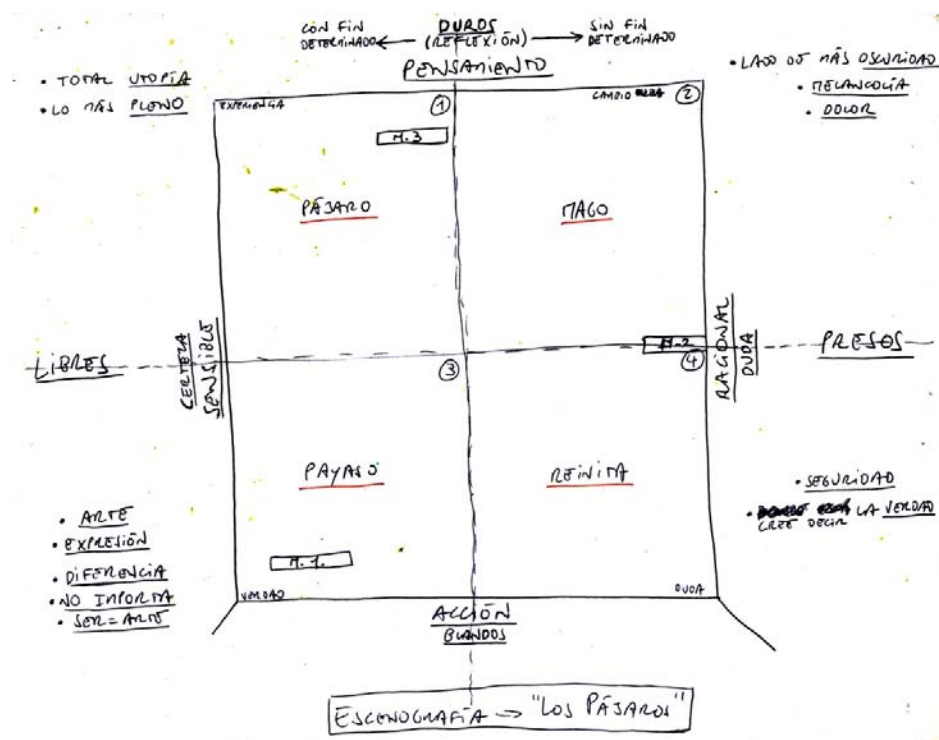 CON FIN
DETERMINADO
DUROS
(REFLEXIÓN)
SIN FIN
DETERMINADO
PENSAMIENTO
• TOTAL UTOPÍA
• LO MÁS PLENO
• LADO DE MÁS OSCURIDAD
• MELANCOLÍA
• DOLOR
EXPERIENCIA
1
CAMBIO
2
M.3
PÁJARO
MAGO
LIBRES
CERTEZA
SENSIBLE
3
M.2
4
RACIONAL
DUDA
PRESOS
PAYASO
REINITA
• ARTE
• EXPRESIÓN
• DIFERENCIA
• NO IMPORTA
• SER = ARTE
• SEGURIDAD
• LA VERDAD
CREE DECIR
M.1.
VERDAD
DUDA
ACCIÓN
BLANDOS
ESCENOGRAFÍA → "LOS PÁJAROS"